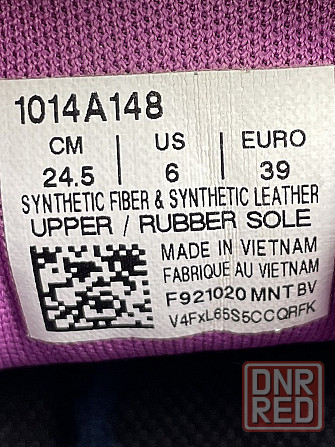 1014A148
CM | US | EURO
24.5 | 6 | 39
SYNTHETIC FIBER & SYNTHETIC LEATHER
UPPER / RUBBER SOLE
MADE IN VIETNAM
FABRIQUE AU VIETNAM
F921020 MNT BV
V4FxL65S5CCQRFK
DNR
RED